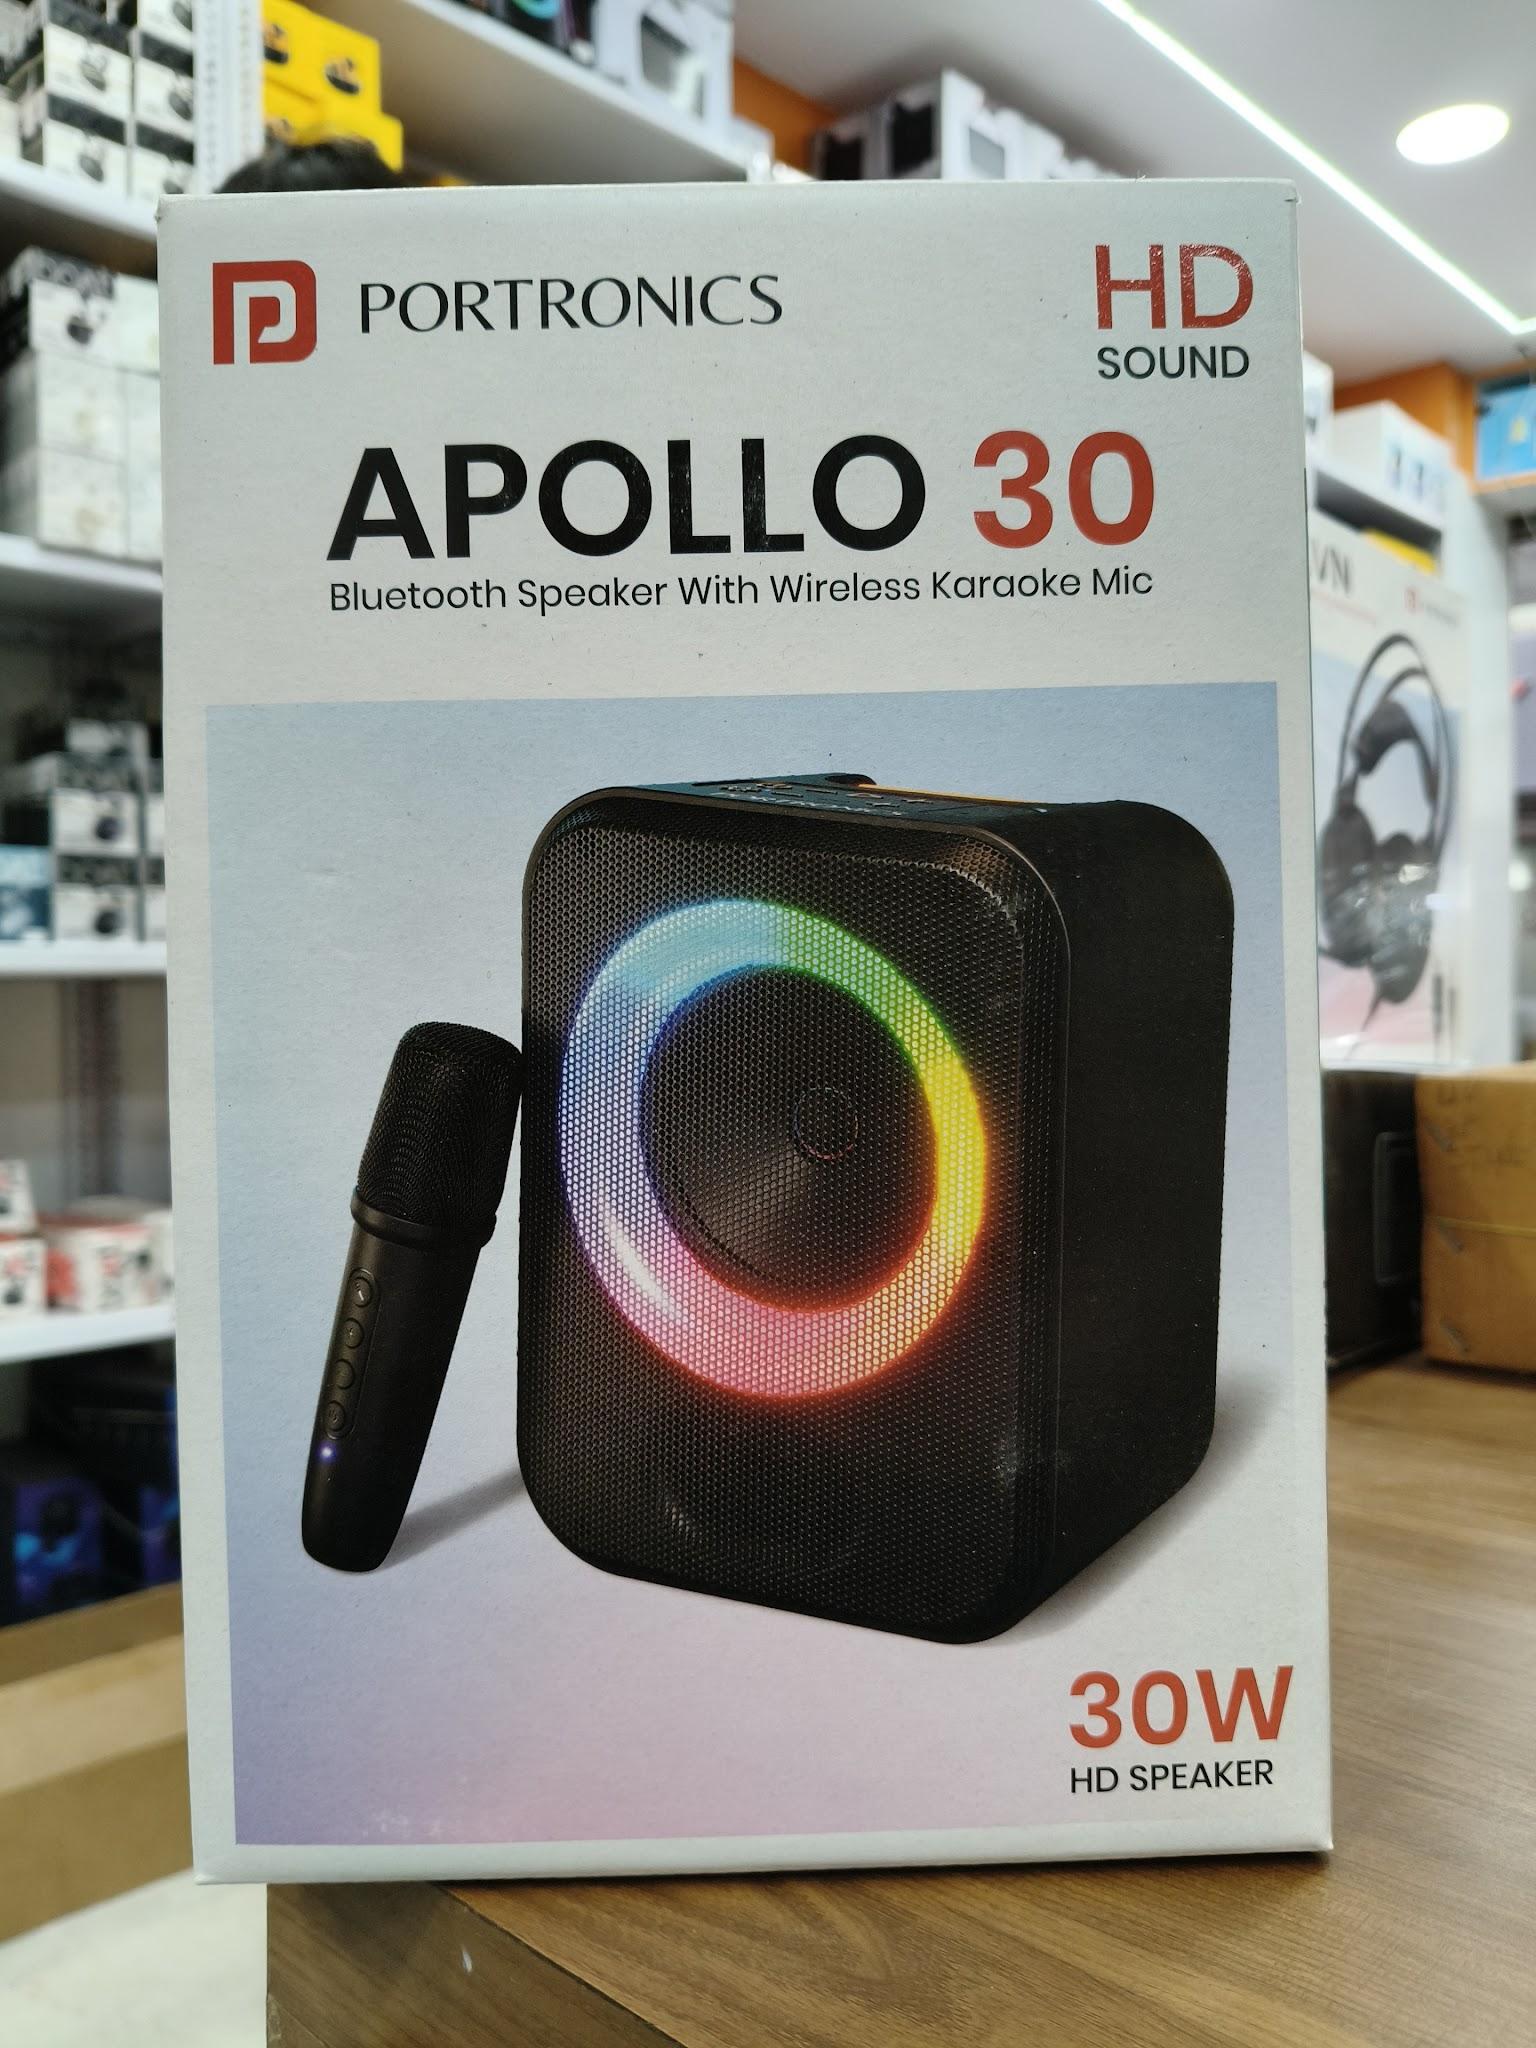 PORTRONICS
HD
SOUND
APOLLO 30
Bluetooth Speaker With Wireless Karaoke Mic
30W
HD SPEAKER